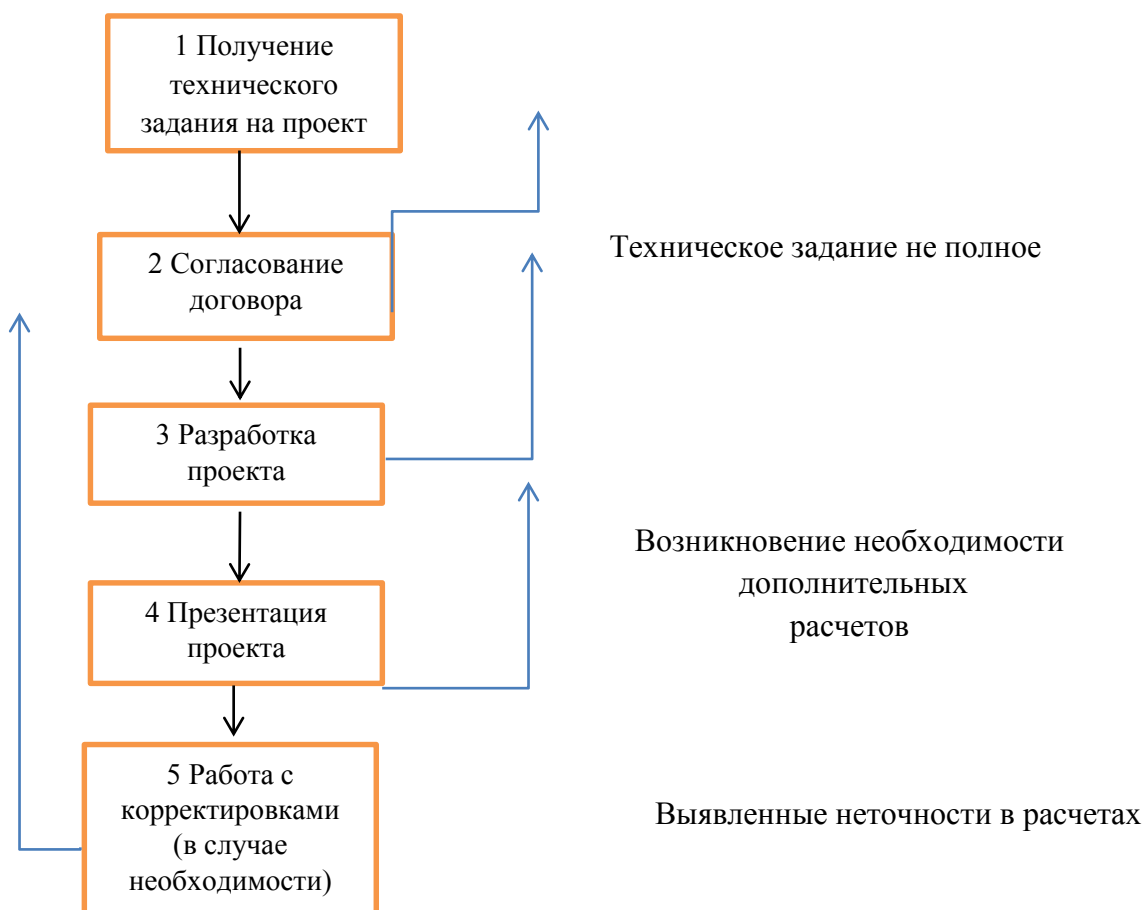 1 Получение
технического
задания на проект
Техническое задание не полное
2 Согласование
договора
3 Разработка
проекта
Возникновение необходимости
дополнительных
расчетов
4 Презентация
проекта
5 Работа с
корректировками
(в случае
необходимости)
Выявленные неточности в расчетах